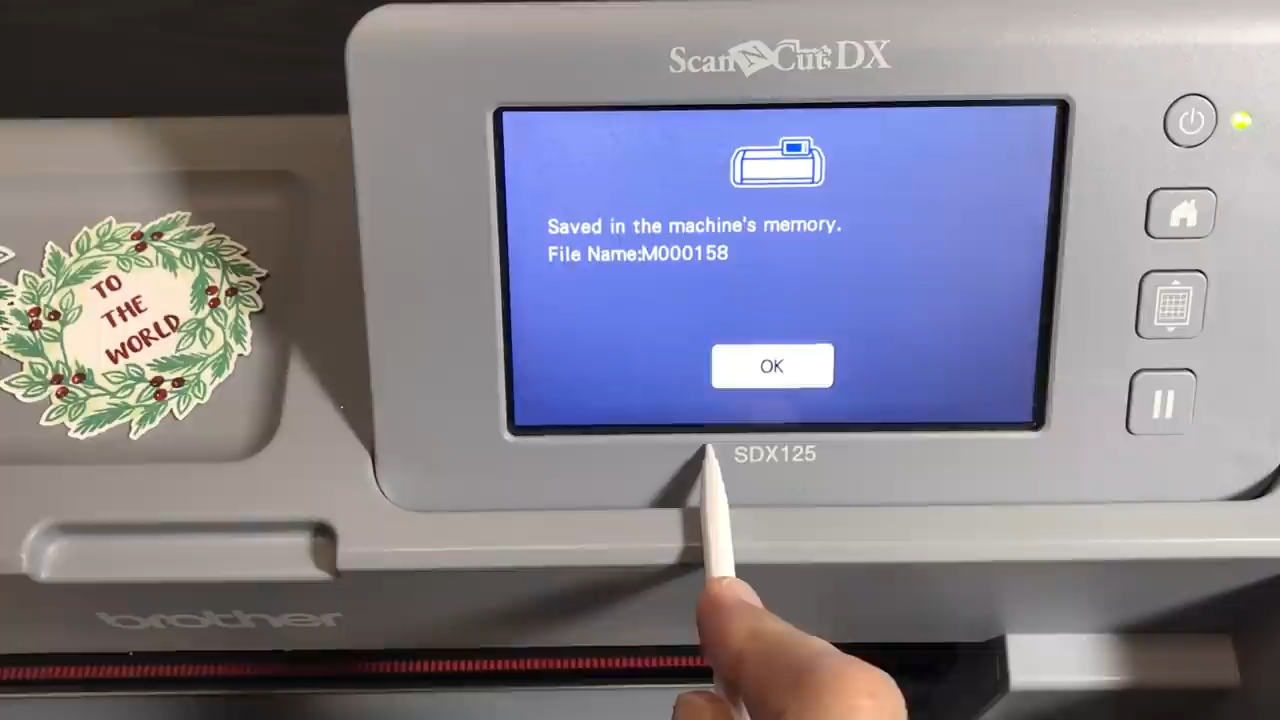 ScanNCut DX
Saved in the machine's memory.
File Name:M000158
OK
SDX125
TO
THE
WORLD
brother